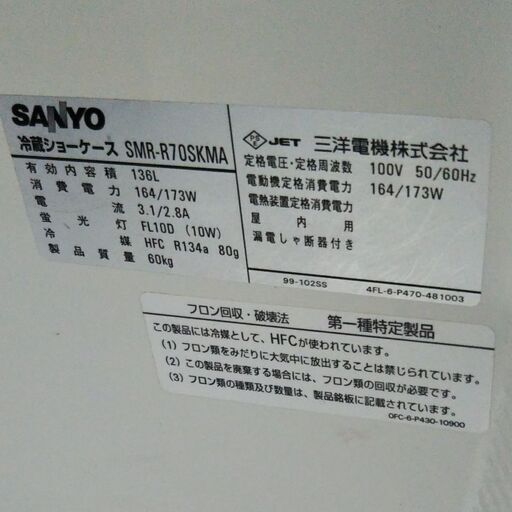 SANYO
冷蔵ショーケース SMR-R70SKMA
有効内容積 136L
消費電力 164/173W
電流 3.1/2.8A
蛍光灯 FL10D (10W)
冷媒 HFC R134a 80g
製品質量 60kg
PS E JET 三洋電機株式会社
定格電圧・定格周波数 100V 50/60Hz
電動機定格消費電力 164/173W
電熱装置定格消費電力
屋内用
漏電しゃ断器付き
99-102SS 4FL-6-P470-481003
フロン回収・破壊法 第一種特定製品
この製品には冷媒として、HFCが使われています。
(1) フロン類をみだりに大気中に放出することは禁じられています。
(2) この製品を廃棄する場合には、フロン類の回収が必要です。
(3) フロン類の種類及び数量は、製品銘板に記載されています。
0FC-6-P430-10900